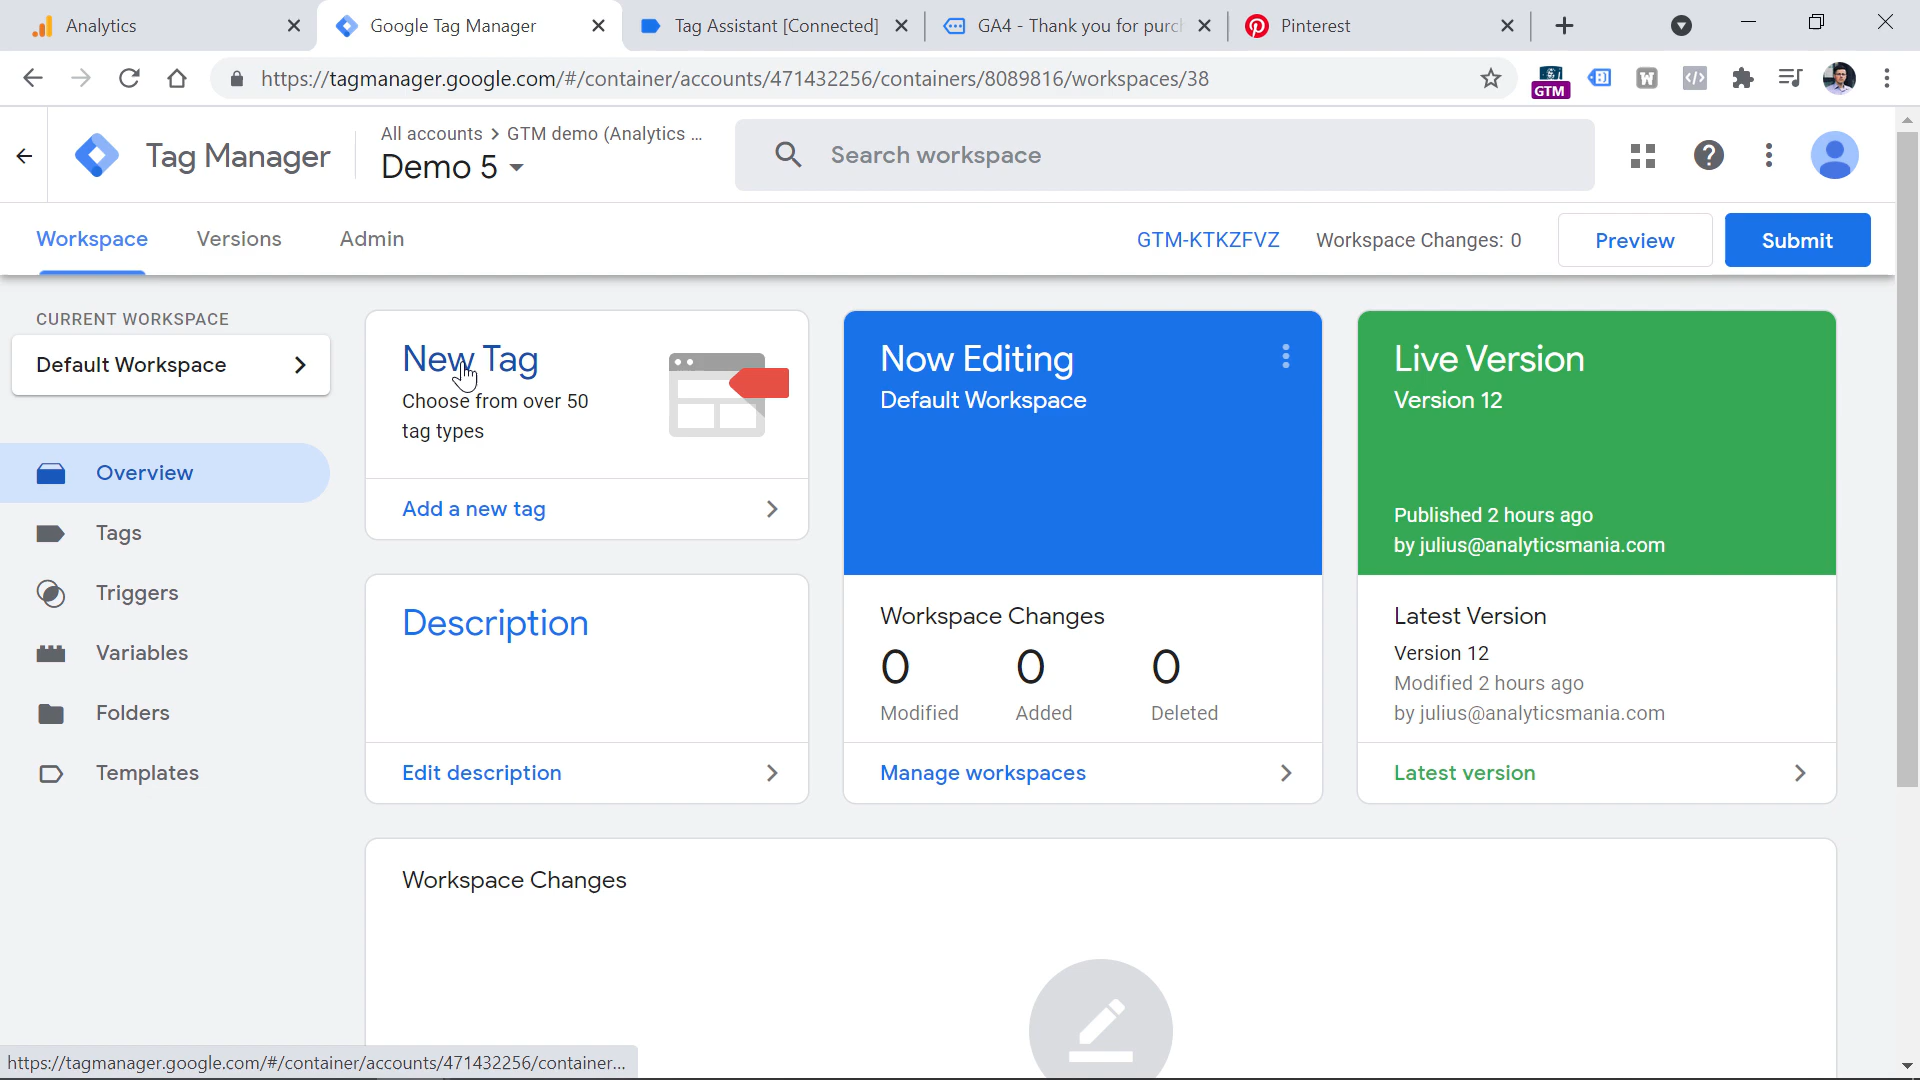 Analytics
Google Tag Manager
Tag Assistant [Connected]
GA4 - Thank you for purc
Pinterest
https://tagmanager.google.com/#/container/accounts/471432256/containers/8089816/workspaces/38
GTM
Tag Manager
All accounts > GTM demo (Analytics ...
Demo 5
Search workspace
Workspace
Versions
Admin
GTM-KTKZFVZ
Workspace Changes: 0
Preview
Submit
CURRENT WORKSPACE
Default Workspace
Overview
Tags
Triggers
Variables
Folders
Templates
New Tag
Choose from over 50
tag types
Add a new tag
Description
Edit description
Now Editing
Default Workspace
Workspace Changes
0 0 0
Modified Added Deleted
Manage workspaces
Live Version
Version 12
Published 2 hours ago
by julius@analyticsmania.com
Latest Version
Version 12
Modified 2 hours ago
by julius@analyticsmania.com
Latest version
Workspace Changes
https://tagmanager.google.com/#/container/accounts/471432256/container...